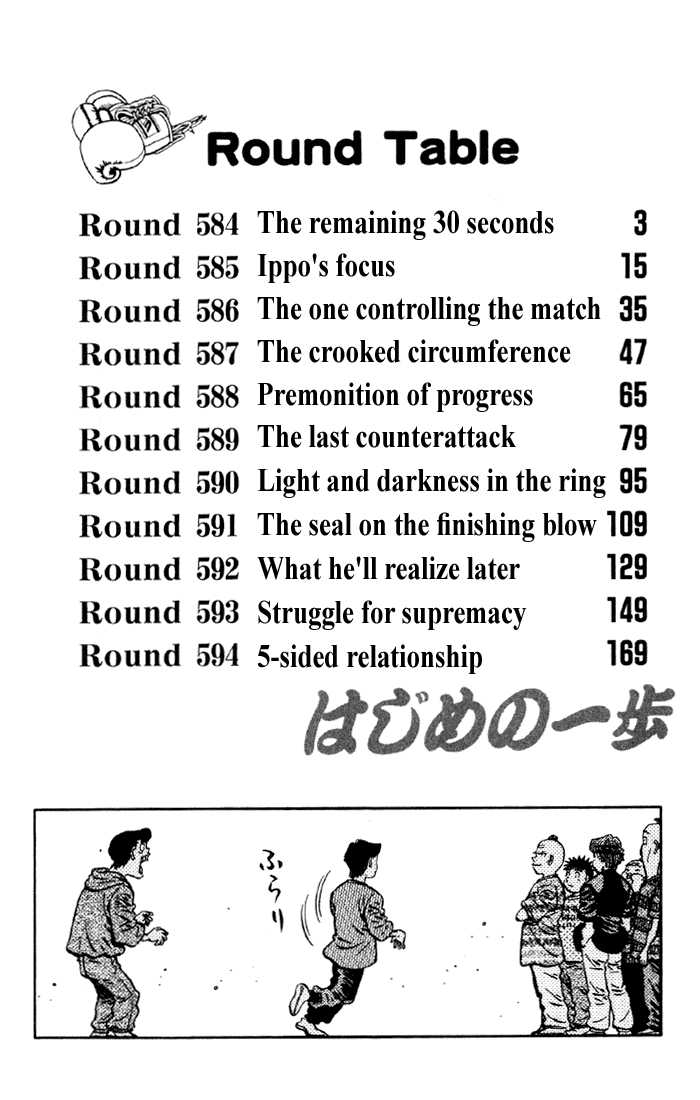 Round Table
Round 584 The remaining 30 seconds 3
Round 585 Ippo's focus 15
Round 586 The one controlling the match 35
Round 587 The crooked circumference 47
Round 588 Premonition of progress 65
Round 589 The last counterattack 79
Round 590 Light and darkness in the ring 95
Round 591 The seal on the finishing blow 109
Round 592 What he'll realize later 129
Round 593 Struggle for supremacy 149
Round 594 5-sided relationship 169
はじめの一歩
ふらり